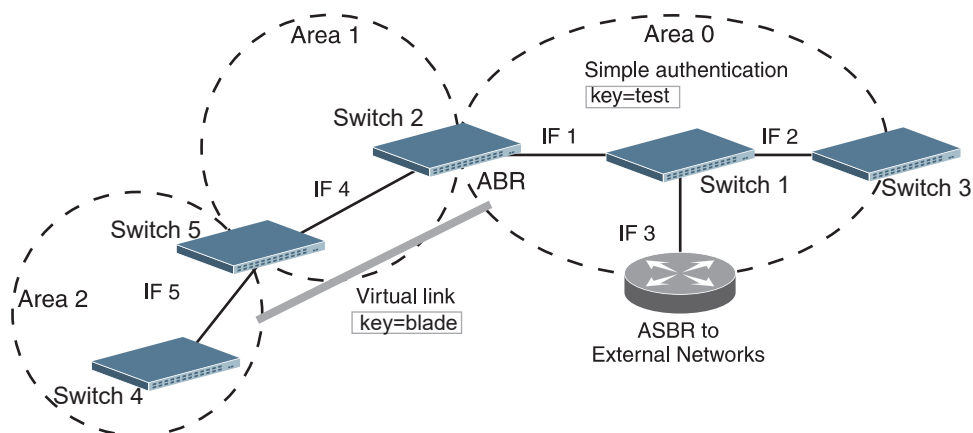 Area 1
Area 0
Simple authentication
key=test
Switch 2
IF 1
IF 2
ABR
Switch 1
Switch 3
IF 4
Switch 5
IF 3
Area 2
IF 5
Virtual link
key=blade
ASBR to
External Networks
Switch 4